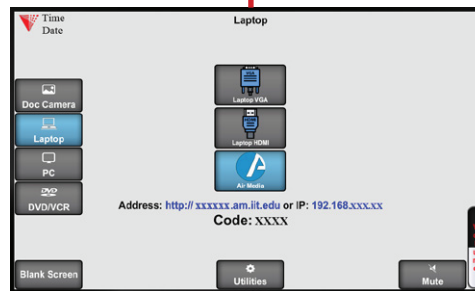 Time
Date
Laptop
Doc Camera
Laptop
PC
DVD/VCR
Laptop VGA
Laptop HDMI
Air Media
Address: http:// xxxxxx.am.iit.edu or IP: 192.168.xxx.xx
Code: XXXX
Blank Screen
Utilities
Mute